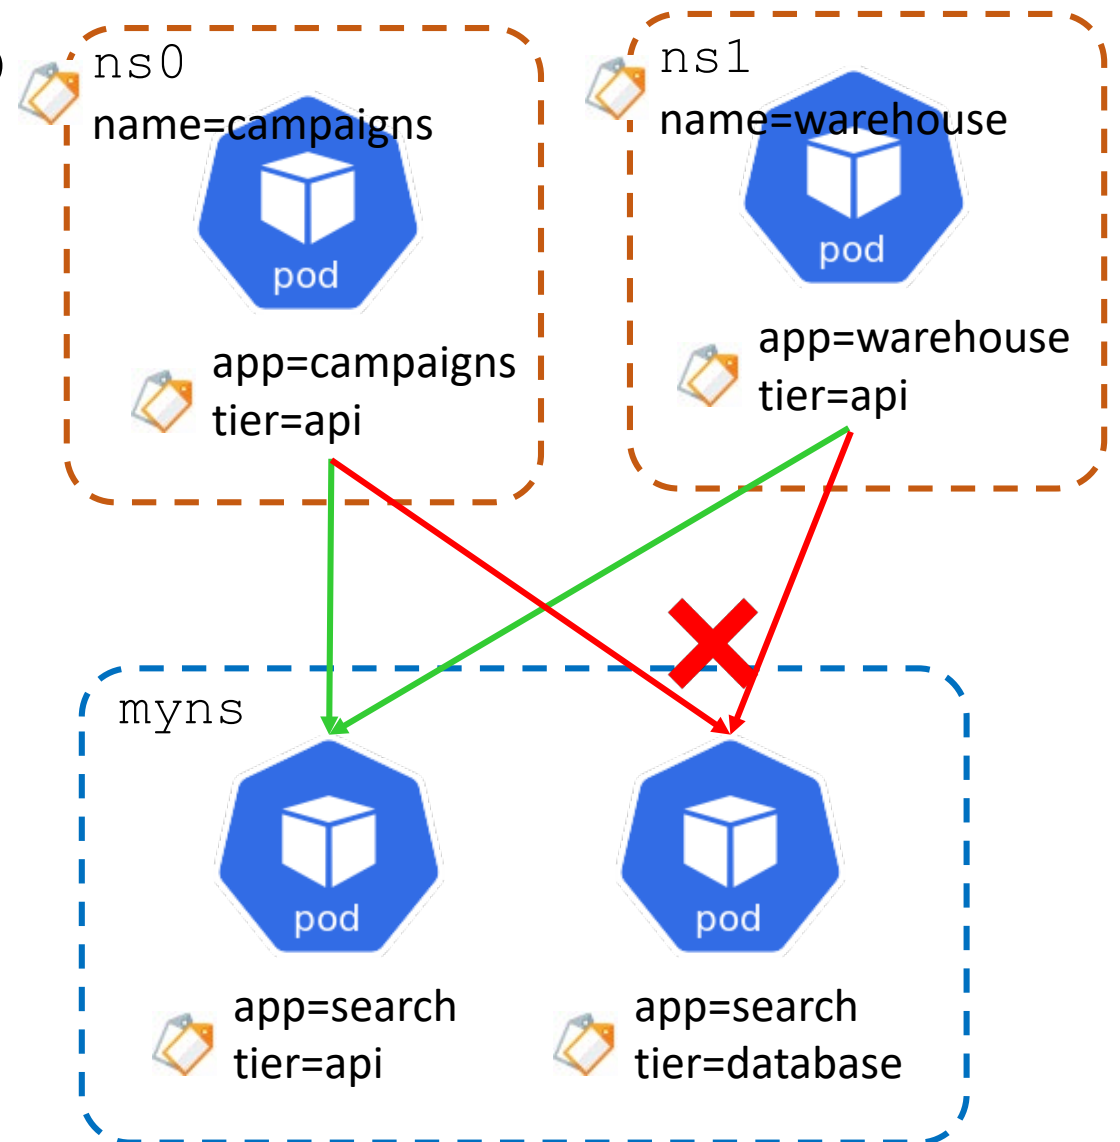 )
ns0
name=campaigns
pod
app=campaigns
tier=api
ns1
name=warehouse
pod
app=warehouse
tier=api
myns
pod
app=search
tier=api
pod
app=search
tier=database